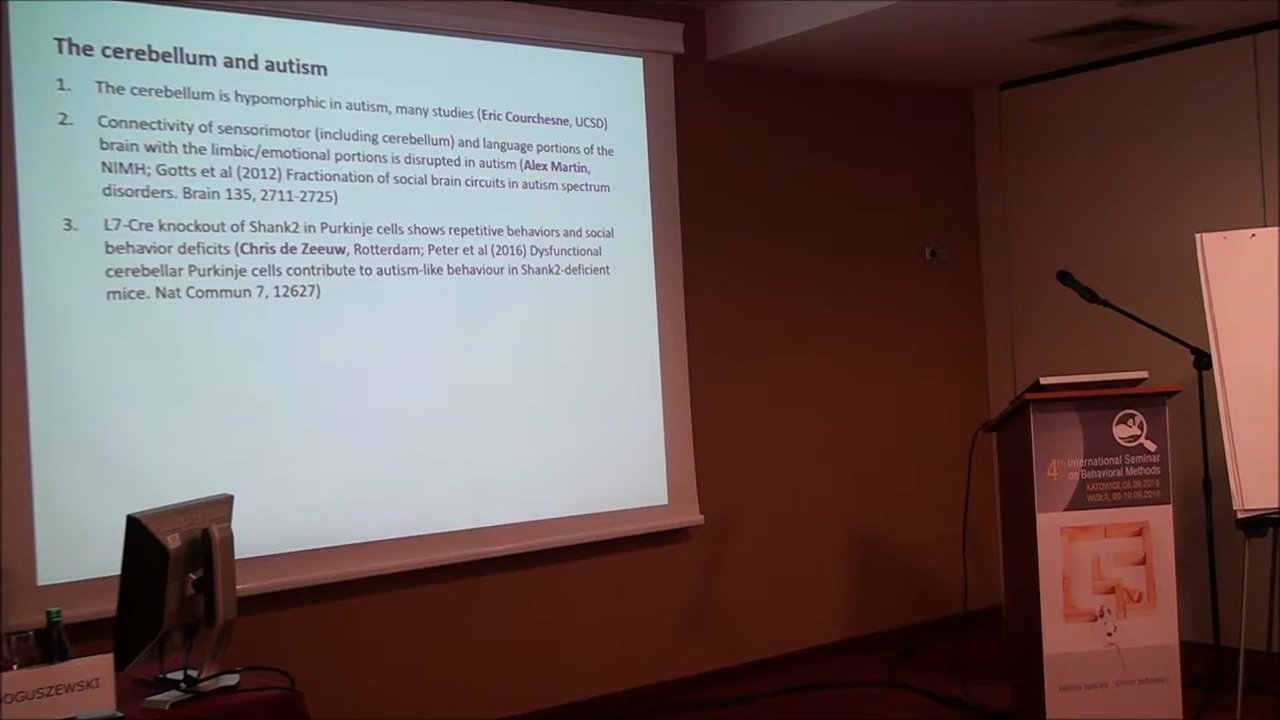 The cerebellum and autism
1. The cerebellum is hypomorphic in autism, many studies (Eric Courchesne, UCSD)
2. Connectivity of sensorimotor (including cerebellum) and language portions of the
brain with the limbic/emotional portions is disrupted in autism (Alex Martin,
NIMH; Gotts et al (2012) Fractionation of social brain circuits in autism spectrum
disorders. Brain 135, 2711-2725)
3. L7-Cre knockout of Shank2 in Purkinje cells shows repetitive behaviors and social
behavior deficits (Chris de Zeeuw, Rotterdam; Peter et al (2016) Dysfunctional
cerebellar Purkinje cells contribute to autism-like behaviour in Shank2-deficient
mice. Nat Commun 7, 12627)
4th International Seminar
on Behavioral Methods
KATOWICE,08.09.2016
WISŁA, 09-10.09.2016
BOGUSZEWSKI